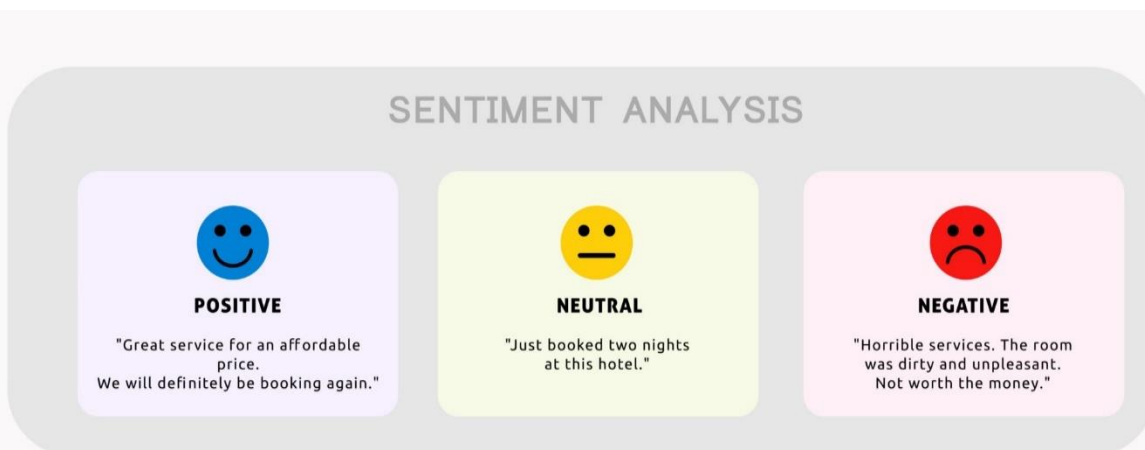 SENTIMENT ANALYSIS
POSITIVE
"Great service for an affordable
price.
We will definitely be booking again."
NEUTRAL
"Just booked two nights
at this hotel."
NEGATIVE
"Horrible services. The room
was dirty and unpleasant.
Not worth the money."